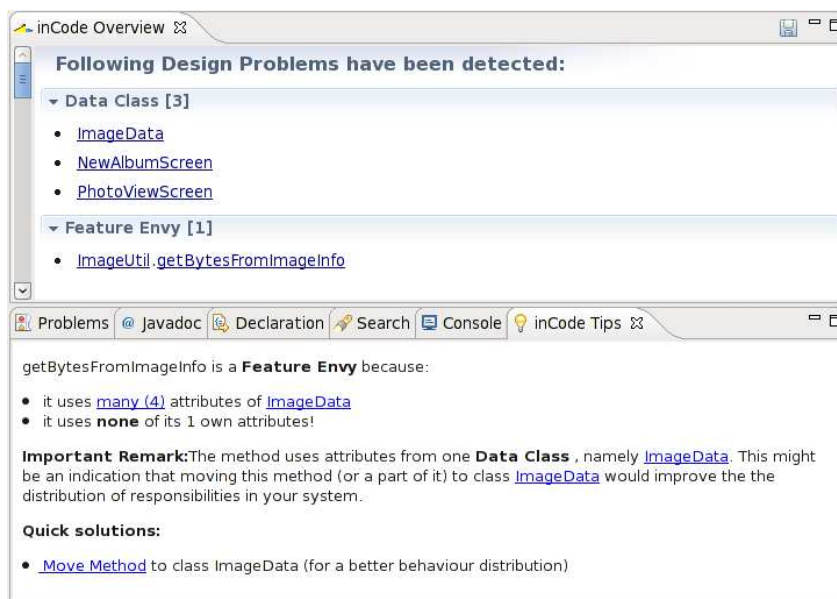 inCode Overview
Following Design Problems have been detected:
Data Class [3]
• ImageData
• NewAlbumScreen
• PhotoViewScreen
Feature Envy [1]
• ImageUtil.getBytesFromImageInfo
Problems @ Javadoc Declaration Search Console inCode Tips
getBytesFromImageInfo is a Feature Envy because:
• it uses many (4) attributes of ImageData
• it uses none of its 1 own attributes!
Important Remark:The method uses attributes from one Data Class , namely ImageData. This might
be an indication that moving this method (or a part of it) to class ImageData would improve the the
distribution of responsibilities in your system.
Quick solutions:
• Move Method to class ImageData (for a better behaviour distribution)